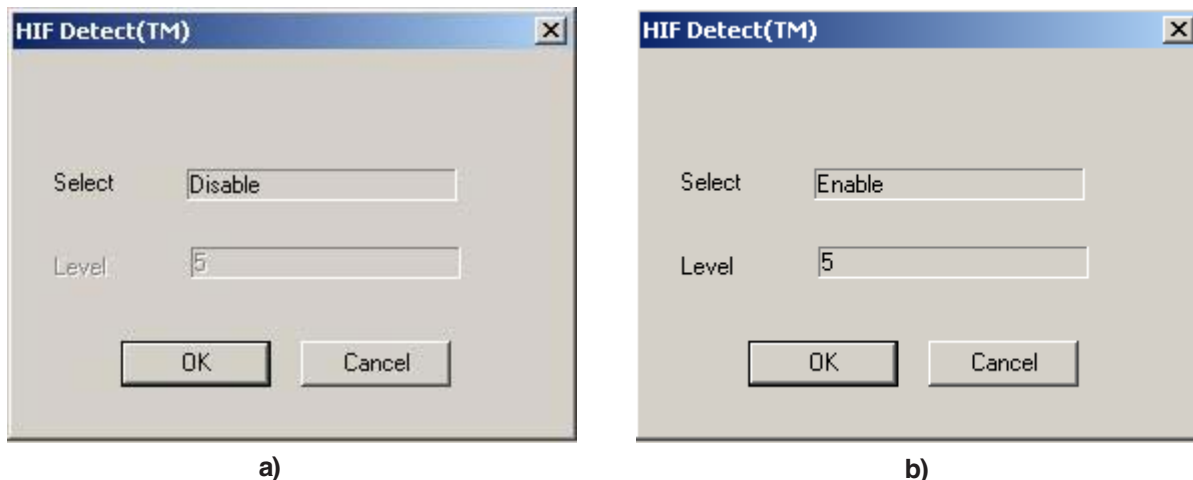 HIF Detect(TM)
Select Disable
Level 5
OK Cancel
a)
HIF Detect(TM)
Select Enable
Level 5
OK Cancel
b)